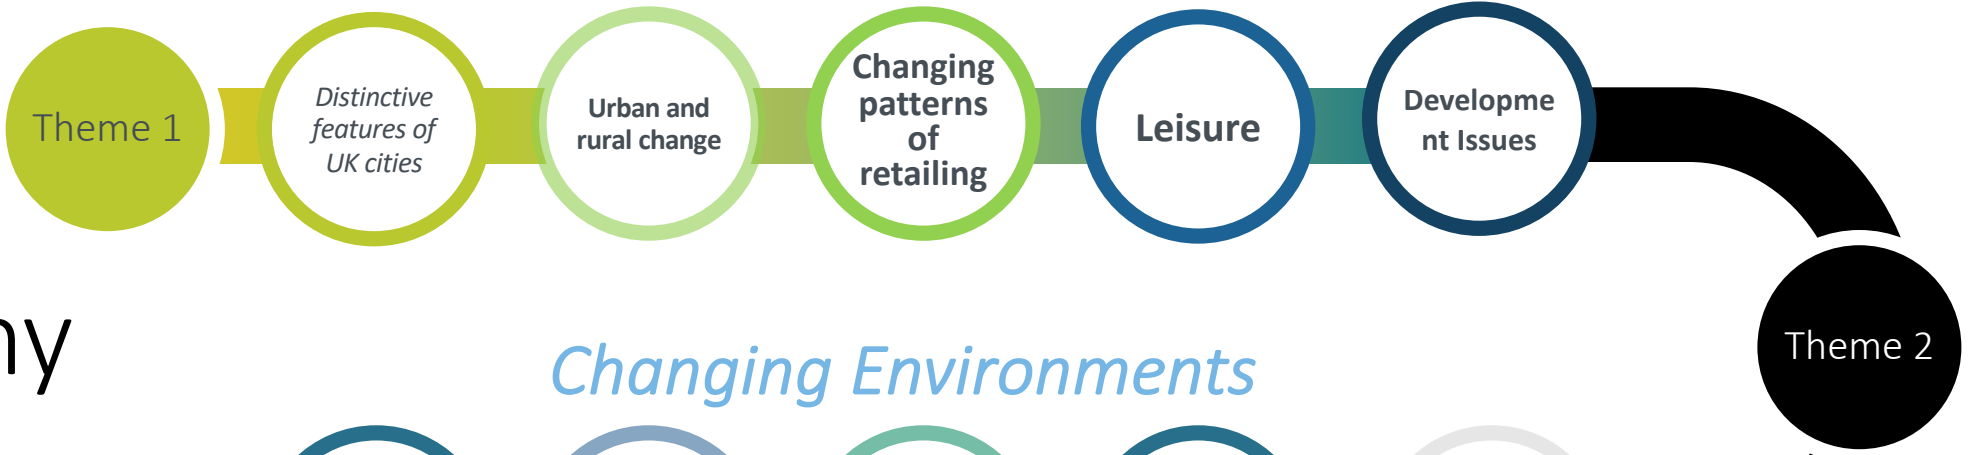 Theme 1
Distinctive
features of
UK cities
Urban and
rural change
Changing
patterns
of
retailing
Leisure
Developme
nt Issues
Theme 2
ny
Changing Environments